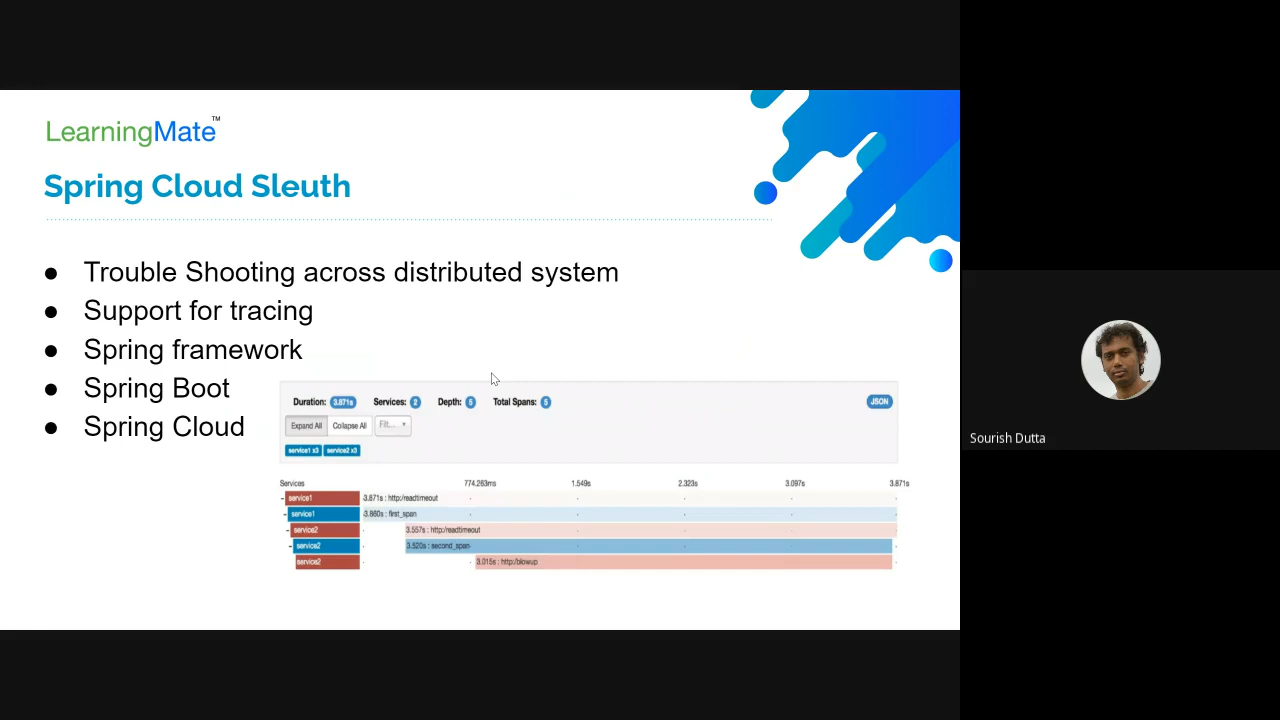 LearningMate™
Spring Cloud Sleuth
● Trouble Shooting across distributed system
● Support for tracing
● Spring framework
● Spring Boot
● Spring Cloud
Duration: 3.871s Services: 2 Depth: 5 Total Spans: 5 JSON
Expand All Collapse All Filt...
service1 x3 service2 x3
Services 774.263ms 1.549s 2.323s 3.097s 3.871s
service1 3.871s : http:/readtimeout
service1 3.860s : first_span
service2 3.557s : http:/readtimeout
service2 3.520s : second_span
service2 3.015s : http:/blowup
Sourish Dutta